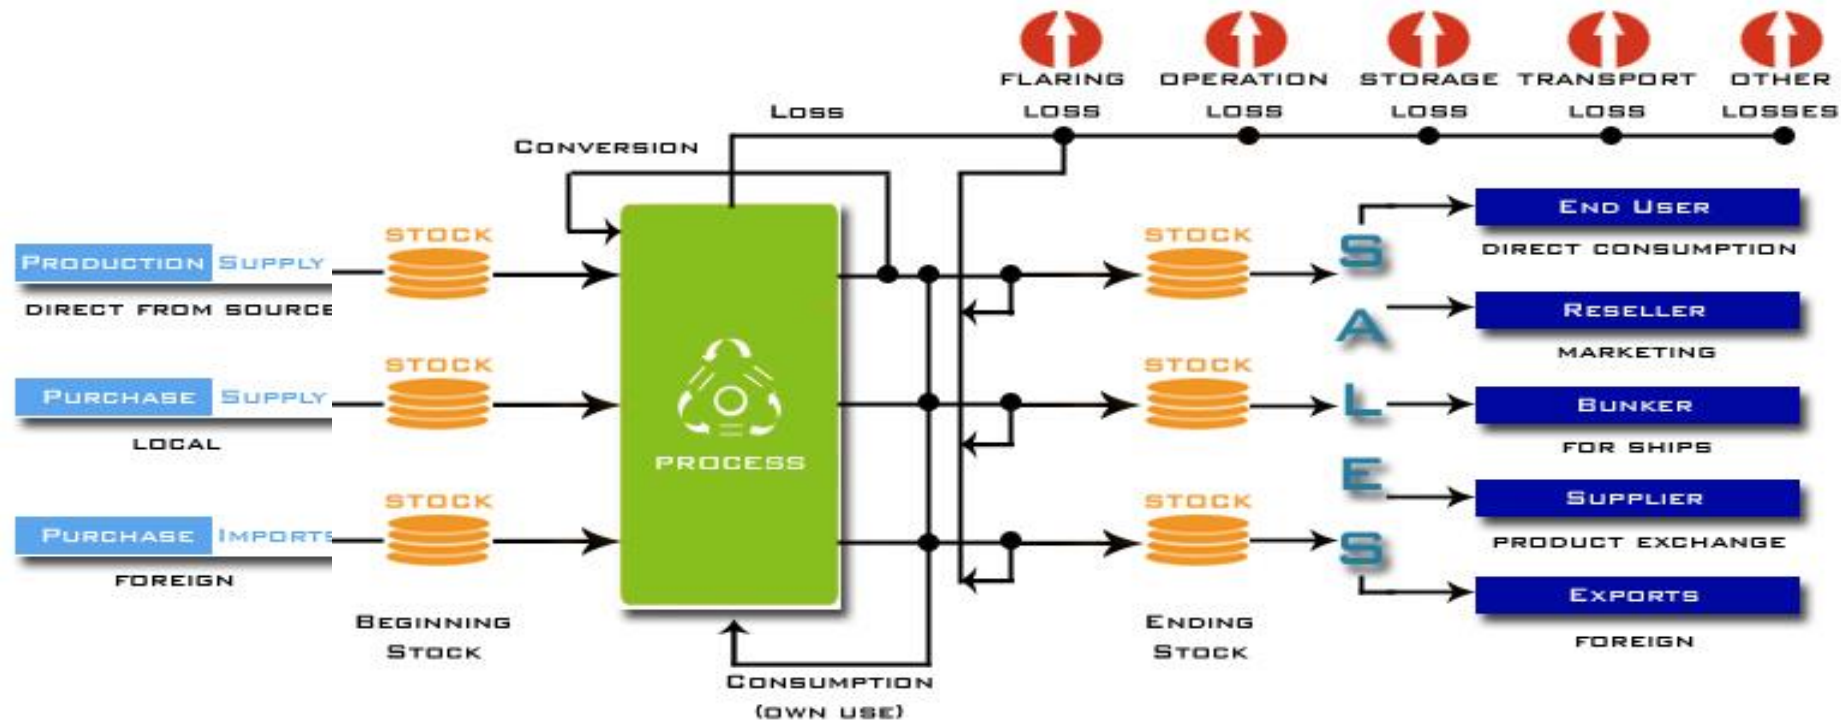 FLARING LOSS
OPERATION LOSS
STORAGE LOSS
TRANSPORT LOSS
OTHER LOSSES
LOSS
CONVERSION
PRODUCTION SUPPLY
DIRECT FROM SOURCE
PURCHASE SUPPLY
LOCAL
PURCHASE IMPORTS
FOREIGN
STOCK
STOCK
STOCK
BEGINNING
STOCK
PROCESS
CONSUMPTION
(OWN USE)
STOCK
STOCK
STOCK
ENDING
STOCK
SALES
END USER
DIRECT CONSUMPTION
RESELLER
MARKETING
BUNKER
FOR SHIPS
SUPPLIER
PRODUCT EXCHANGE
EXPORTS
FOREIGN